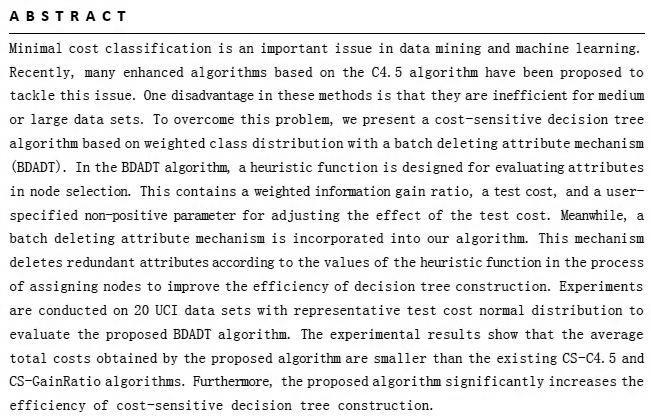 ABSTRACT
Minimal cost classification is an important issue in data mining and machine learning.
Recently, many enhanced algorithms based on the C4.5 algorithm have been proposed to
tackle this issue. One disadvantage in these methods is that they are inefficient for medium
or large data sets. To overcome this problem, we present a cost-sensitive decision tree
algorithm based on weighted class distribution with a batch deleting attribute mechanism
(BDADT). In the BDADT algorithm, a heuristic function is designed for evaluating attributes
in node selection. This contains a weighted information gain ratio, a test cost, and a user-
specified non-positive parameter for adjusting the effect of the test cost. Meanwhile, a
batch deleting attribute mechanism is incorporated into our algorithm. This mechanism
deletes redundant attributes according to the values of the heuristic function in the process
of assigning nodes to improve the efficiency of decision tree construction. Experiments
are conducted on 20 UCI data sets with representative test cost normal distribution to
evaluate the proposed BDADT algorithm. The experimental results show that the average
total costs obtained by the proposed algorithm are smaller than the existing CS-C4.5 and
CS-GainRatio algorithms. Furthermore, the proposed algorithm significantly increases the
efficiency of cost-sensitive decision tree construction.